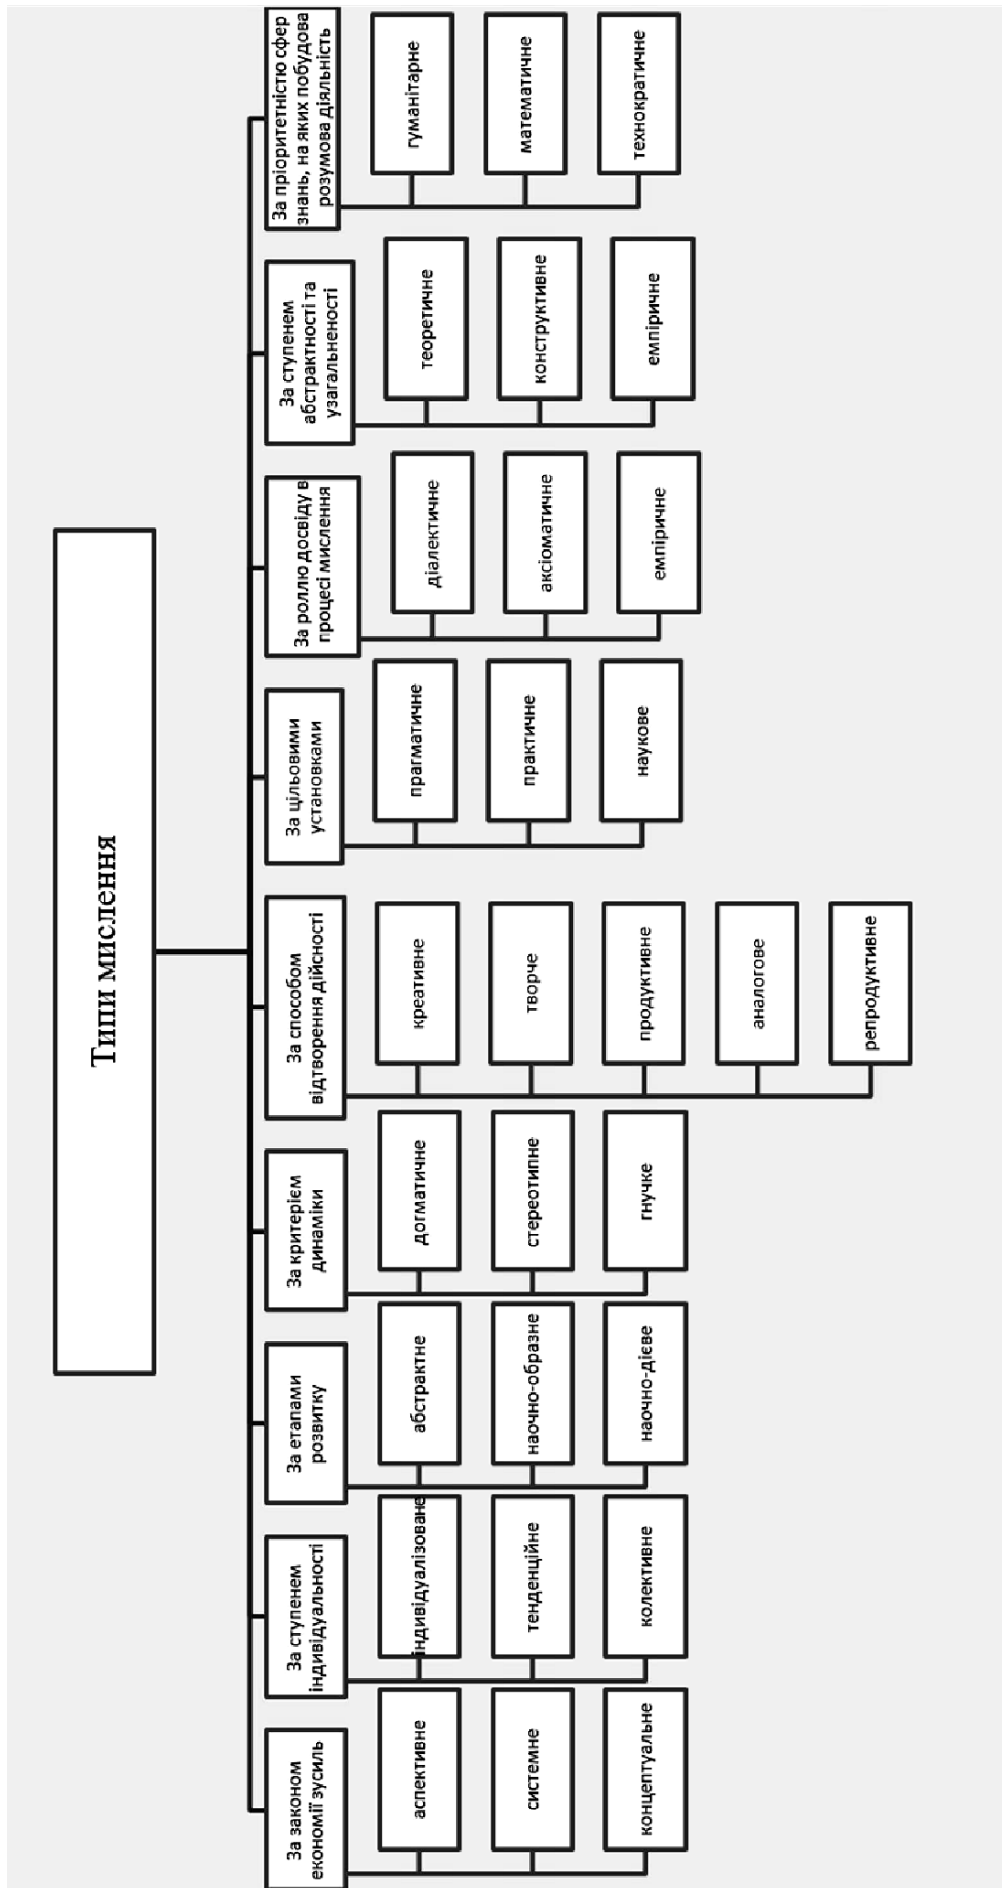 Типи мислення
За законом
економії зусиль
аспективне
системне
концептуальне
За ступенем
індивідуальності
індивідуалізоване
тенденційне
колективне
За етапами
розвитку
абстрактне
наочно-образне
наочно-дієве
За критерієм
динаміки
догматичне
стереотипне
гнучке
За способом
відтворення дійсності
креативне
творче
продуктивне
аналогове
репродуктивне
За цільовими
установками
прагматичне
практичне
наукове
За роллю досвіду в
процесі мислення
діалектичне
аксіоматичне
емпіричне
За ступенем
абстрактності та
узагальненості
теоретичне
конструктивне
емпіричне
За пріоритетністю сфер
знань, на яких побудова
розумова діяльність
гуманітарне
математичне
технократичне